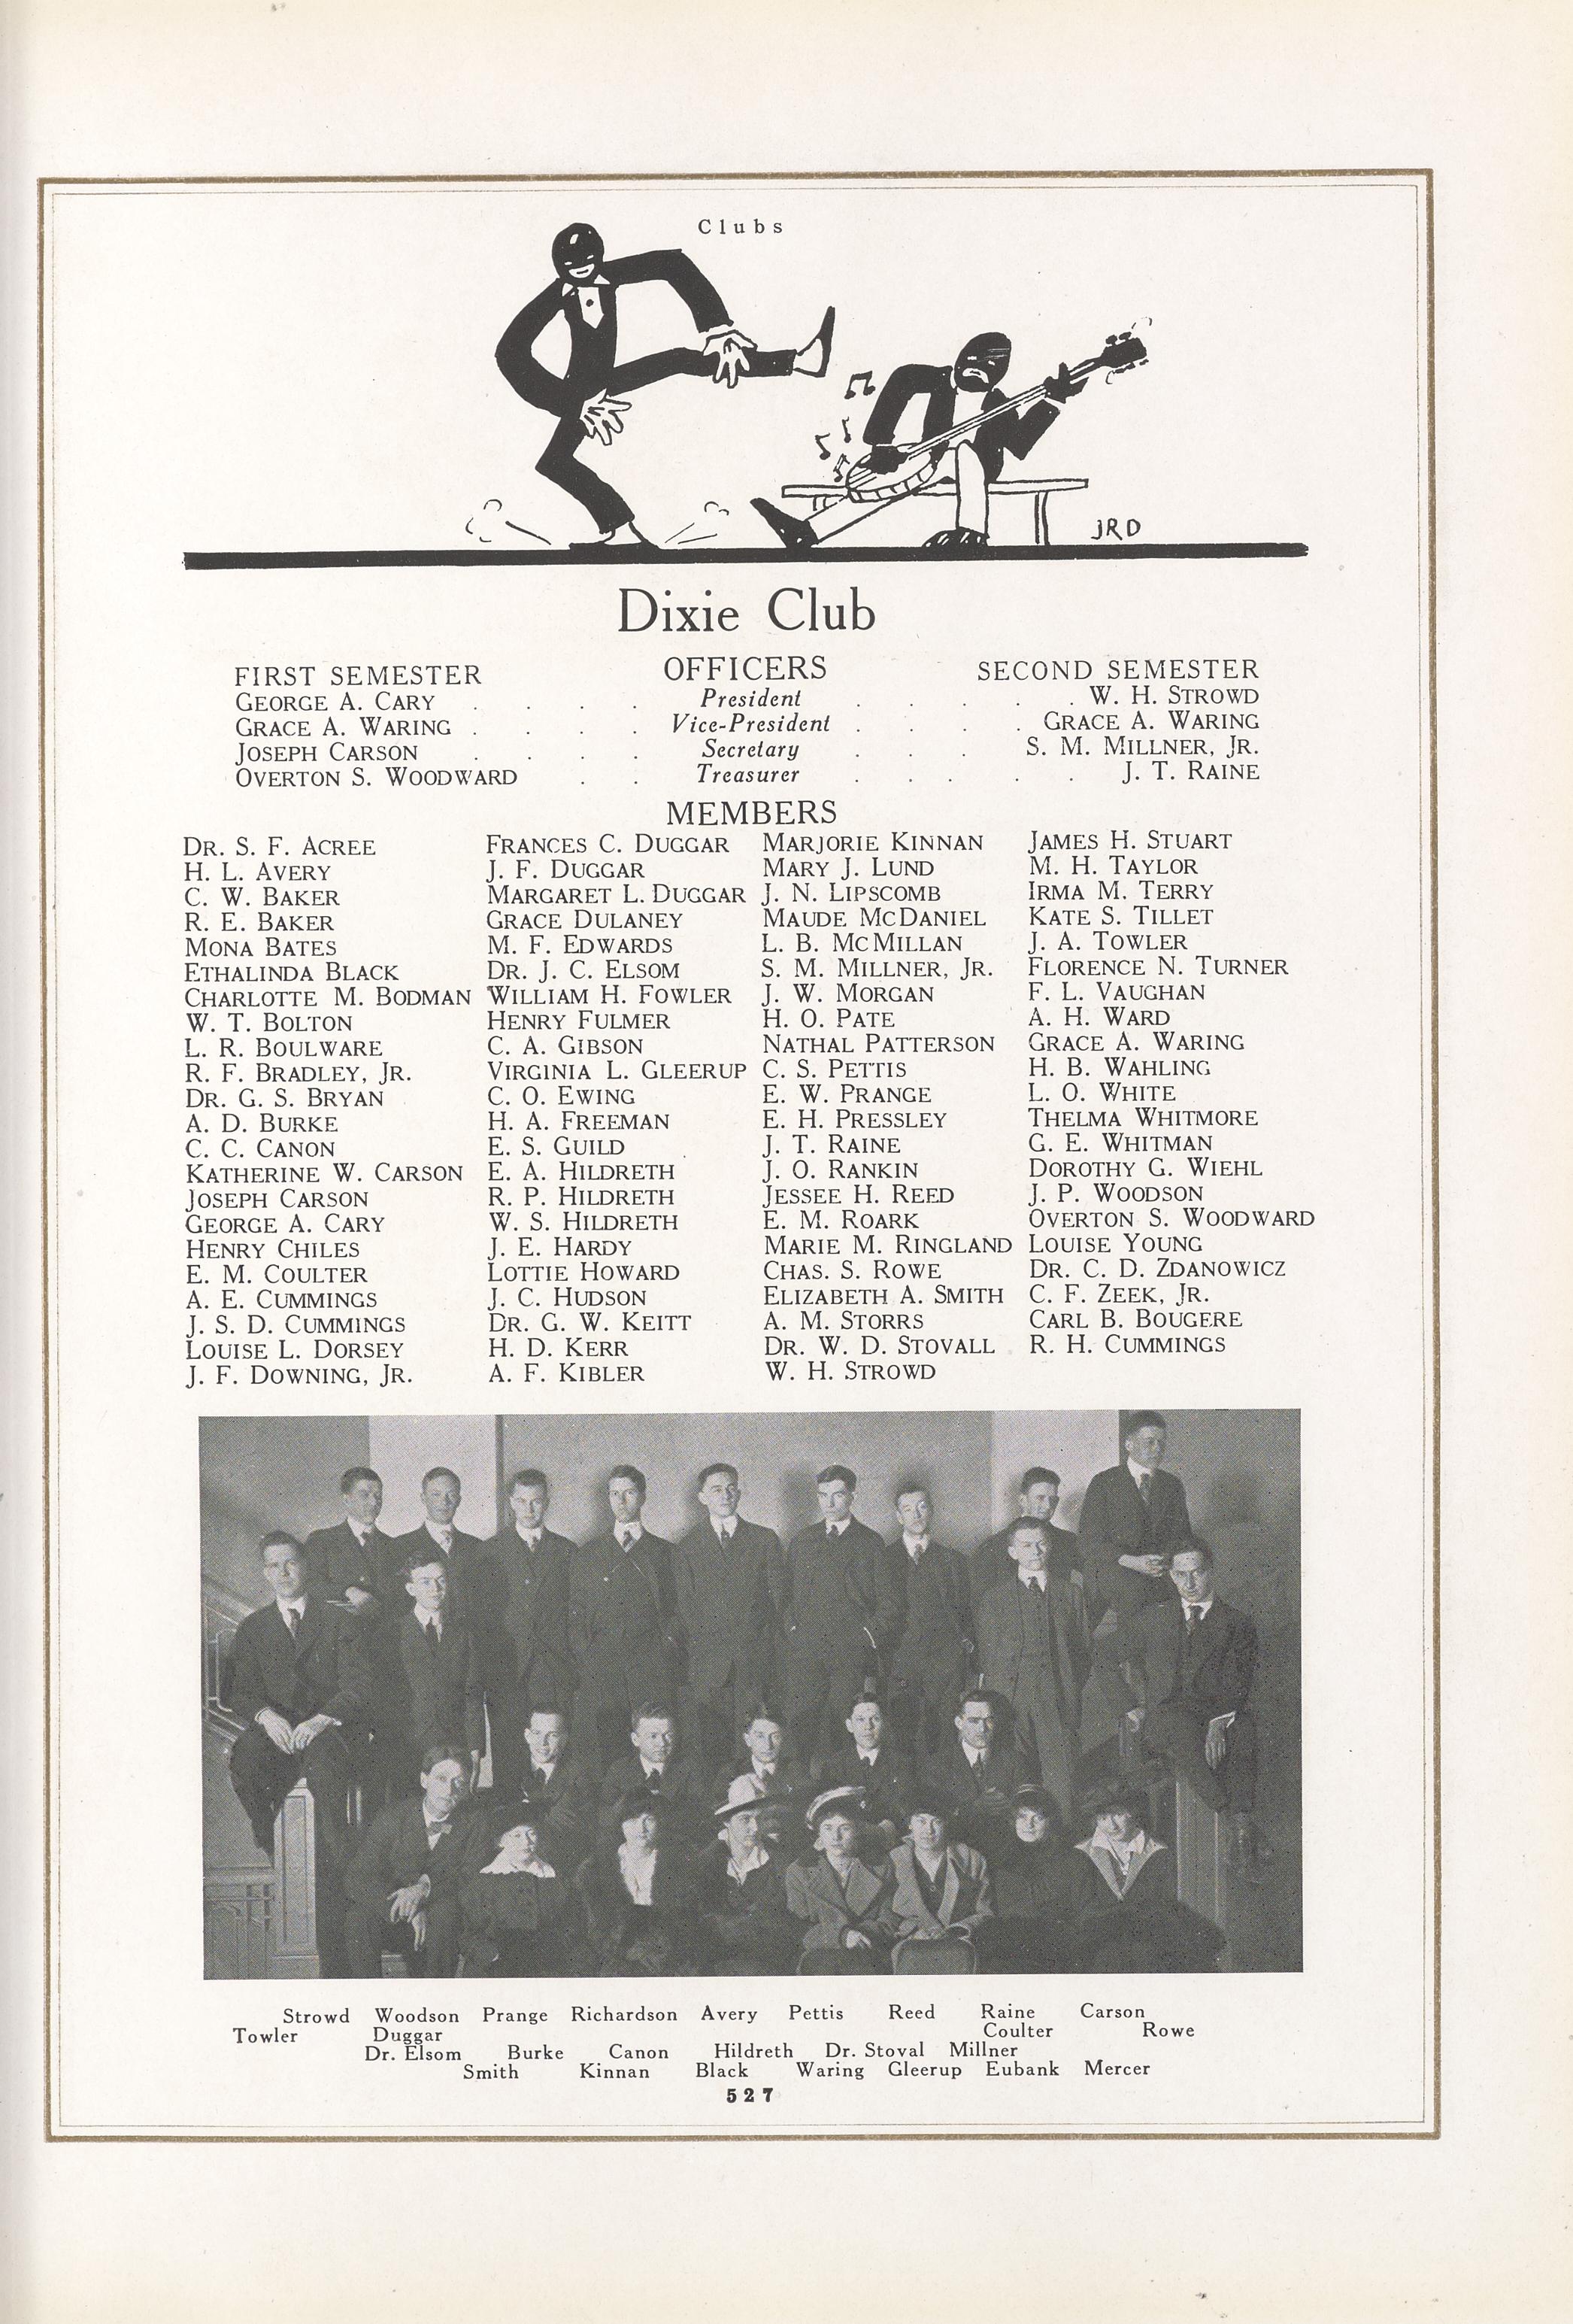 Clubs
JRD
Dixie Club
FIRST SEMESTER OFFICERS SECOND SEMESTER
GEORGE A. CARY . . . . President . . . . . W. H. STROWD
GRACE A. WARING . . . . Vice-President . . . . GRACE A. WARING
JOSEPH CARSON . . . . Secretary . . . S. M. MILLNER, JR.
OVERTON S. WOODWARD . . Treasurer . . . . . J. T. RAINE
MEMBERS
DR. S. F. ACREE
H. L. AVERY
C. W. BAKER
R. E. BAKER
MONA BATES
ETHALINDA BLACK
CHARLOTTE M. BODMAN
W. T. BOLTON
L. R. BOULWARE
R. F. BRADLEY, JR.
DR. G. S. BRYAN
A. D. BURKE
C. C. CANON
KATHERINE W. CARSON
JOSEPH CARSON
GEORGE A. CARY
HENRY CHILES
E. M. COULTER
A. E. CUMMINGS
J. S. D. CUMMINGS
LOUISE L. DORSEY
J. F. DOWNING, JR.
FRANCES C. DUGGAR
J. F. DUGGAR
MARGARET L. DUGGAR
GRACE DULANEY
M. F. EDWARDS
DR. J. C. ELSOM
WILLIAM H. FOWLER
HENRY FULMER
C. A. GIBSON
VIRGINIA L. GLEERUP
C. O. EWING
H. A. FREEMAN
E. S. GUILD
E. A. HILDRETH
R. P. HILDRETH
W. S. HILDRETH
J. E. HARDY
LOTTIE HOWARD
J. C. HUDSON
DR. G. W. KEITT
H. D. KERR
A. F. KIBLER
MARJORIE KINNAN
MARY J. LUND
J. N. LIPSCOMB
MAUDE MCDANIEL
L. B. MCMILLAN
S. M. MILLNER, JR.
J. W. MORGAN
H. O. PATE
NATHAL PATTERSON
C. S. PETTIS
E. W. PRANGE
E. H. PRESSLEY
J. T. RAINE
J. O. RANKIN
JESSEE H. REED
E. M. ROARK
MARIE M. RINGLAND
CHAS. S. ROWE
ELIZABETH A. SMITH
A. M. STORRS
DR. W. D. STOVALL
W. H. STROWD
JAMES H. STUART
M. H. TAYLOR
IRMA M. TERRY
KATE S. TILLET
J. A. TOWLER
FLORENCE N. TURNER
F. L. VAUGHAN
A. H. WARD
GRACE A. WARING
H. B. WAHLING
L. O. WHITE
THELMA WHITMORE
G. E. WHITMAN
DOROTHY G. WIEHL
J. P. WOODSON
OVERTON S. WOODWARD
LOUISE YOUNG
DR. C. D. ZDANOWICZ
C. F. ZEEK, JR.
CARL B. BOUGERE
R. H. CUMMINGS
Strowd Woodson Prange Richardson Avery Pettis Reed Raine Carson
Towler Duggar Coulter Rowe
Dr. Elsom Burke Canon Hildreth Dr. Stoval Millner
Smith Kinnan Black Waring Gleerup Eubank Mercer
527